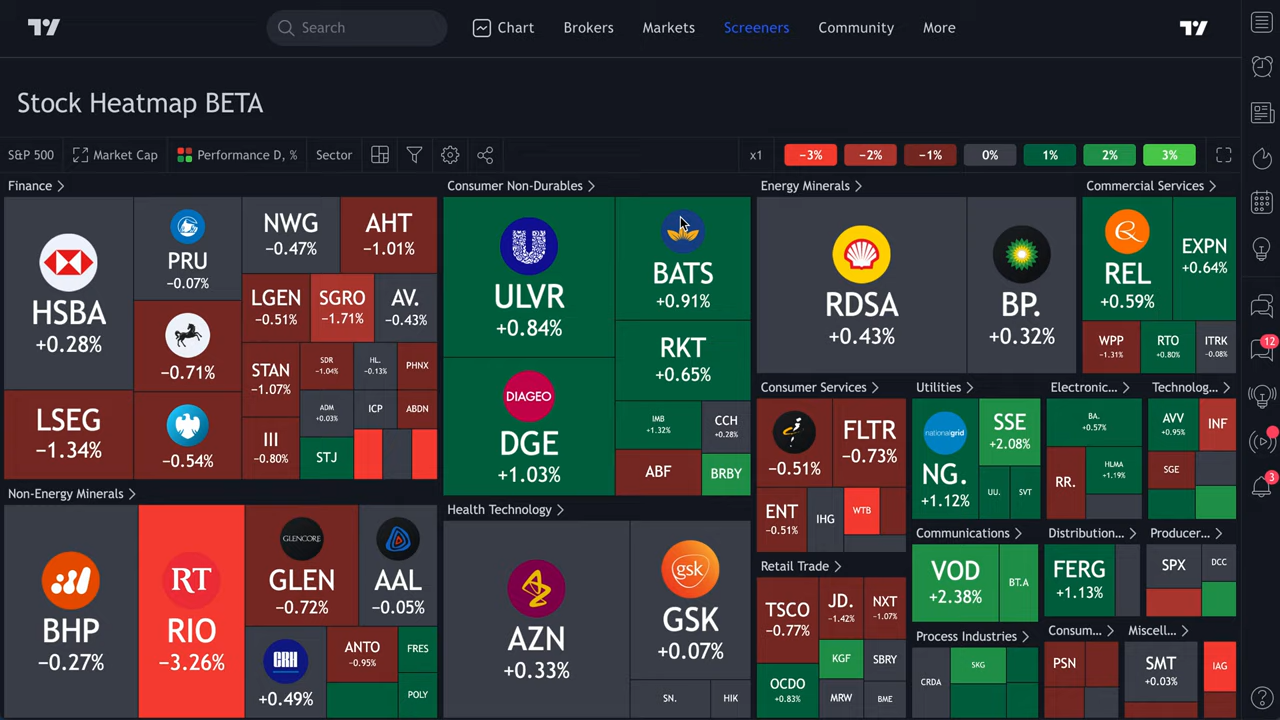 Search
Chart
Brokers
Markets
Screeners
Community
More
Stock Heatmap BETA
S&P 500
Market Cap
Performance D, %
Sector
x1
−3%
−2%
−1%
0%
1%
2%
3%
Finance
HSBA
+0.28%
LSEG
−1.34%
PRU
−0.07%
−0.71%
−0.54%
NWG
−0.47%
AHT
−1.01%
LGEN
−0.51%
SGRO
−1.71%
AV.
−0.43%
STAN
−1.07%
SDR
−1.04%
HL.
−0.13%
PHNX
ADM
+0.03%
ICP
ABDN
III
−0.80%
STJ
Consumer Non-Durables
ULVR
+0.84%
BATS
+0.91%
RKT
+0.65%
DIAGEO
DGE
+1.03%
IMB
+1.32%
CCH
+0.28%
ABF
BRBY
Energy Minerals
RDSA
+0.43%
BP.
+0.32%
Commercial Services
REL
+0.59%
EXPN
+0.64%
WPP
−1.31%
RTO
+0.80%
ITRK
−0.08%
Consumer Services
−0.51%
FLTR
−0.73%
ENT
−0.51%
IHG
WTB
Utilities
nationalgrid
NG.
+1.12%
SSE
+2.08%
UU.
SVT
Electronic...
BA.
+0.57%
RR.
HLMA
+1.19%
Technolog...
AVV
+0.95%
INF
SGE
Non-Energy Minerals
BHP
−0.27%
RT
RIO
−3.26%
GLENCORE
GLEN
−0.72%
AAL
−0.05%
CRH
+0.49%
ANTO
−0.95%
FRES
POLY
Health Technology
AZN
+0.33%
gsk
GSK
+0.07%
SN.
HIK
Retail Trade
TSCO
−0.77%
JD.
−1.42%
NXT
−1.07%
KGF
SBRY
OCDO
+0.83%
MRW
BME
Communications
VOD
+2.38%
BT.A
Distribution...
FERG
+1.13%
Producer...
SPX
DCC
Process Industries
CRDA
SKG
Consum...
PSN
Miscell...
SMT
+0.03%
IAG
12
3